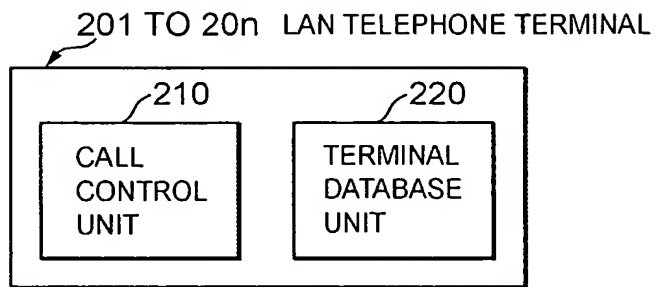 201 TO 20n LAN TELEPHONE TERMINAL
210
220
CALL
CONTROL
UNIT
TERMINAL
DATABASE
UNIT